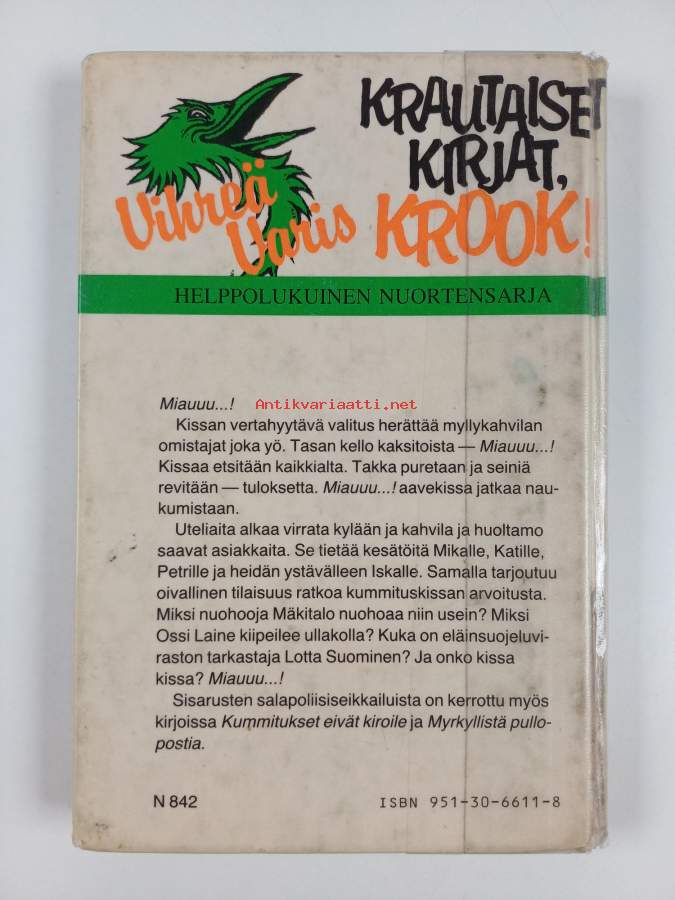 KRAUTAISET
KIRJAT,
Vihreä
Varis
KROOK!
HELPPOLUKUINEN NUORTENSARJA
Miauuu...!
Antikvariaatti.net
Kissan vertahyytävä valitus herättää myllykahvilan
omistajat joka yö. Tasan kello kaksitoista — Miauuu...!
Kissaa etsitään kaikkialta. Takka puretaan ja seiniä
revitään — tuloksetta. Miauuu...! aavekissa jatkaa nau-
kumistaan.
Uteliaita alkaa virrata kylään ja kahvila ja huoltamo
saavat asiakkaita. Se tietää kesätöitä Mikalle, Katille,
Petrille ja heidän ystävälleen Iskalle. Samalla tarjoutuu
oivallinen tilaisuus ratkoa kummituskissan arvoitusta.
Miksi nuohooja Mäkitalo nuohoaa niin usein? Miksi
Ossi Laine kiipeilee ullakolla? Kuka on eläinsuojeluvi-
raston tarkastaja Lotta Suominen? Ja onko kissa
kissa? Miauuu...!
Sisarusten salapoliisiseikkailuista on kerrottu myös
kirjoissa Kummitukset eivät kiroile ja Myrkyllistä pullo-
postia.
N 842
ISBN 951-30-6611-8